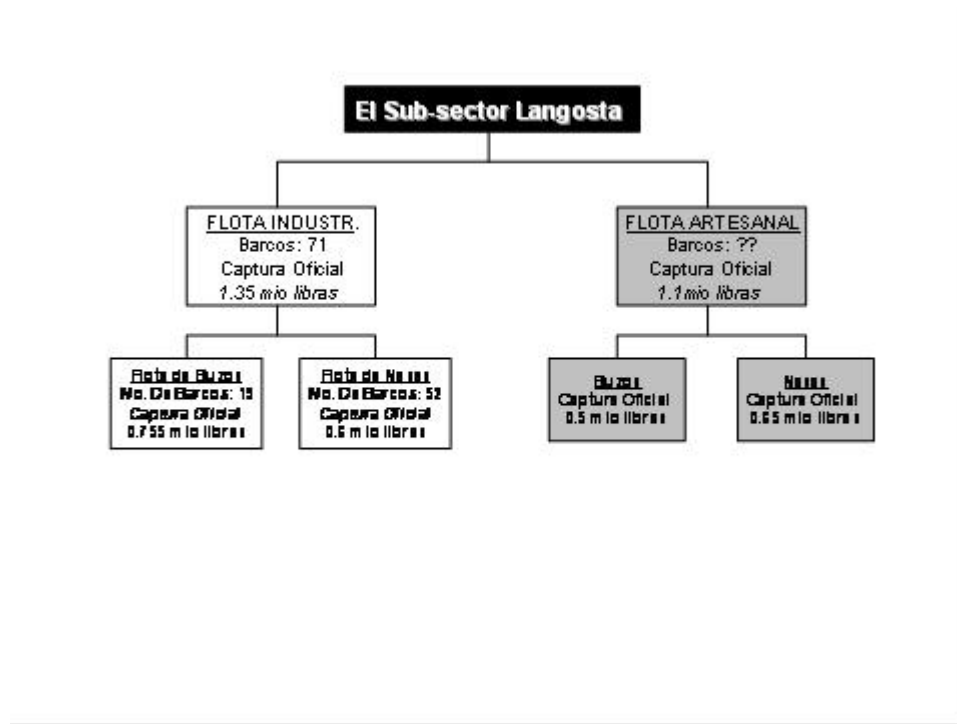 El Sub-sector Langosta
FLOTA INDUSTR.
Barcos: 71
Captura Oficial
1.35 mio libras
FLOTA ARTESANAL
Barcos: ??
Captura Oficial
1.1mio libras
Flota de Buzos
No. De Barcos: 19
Captura Oficial
0.755 mio libras
Flota de Nasas
No. De Barcos: 52
Captura Oficial
0.6 mio libras
Buzos
Captura Oficial
0.5 mio libras
Nasas
Captura Oficial
0.65 mio libras